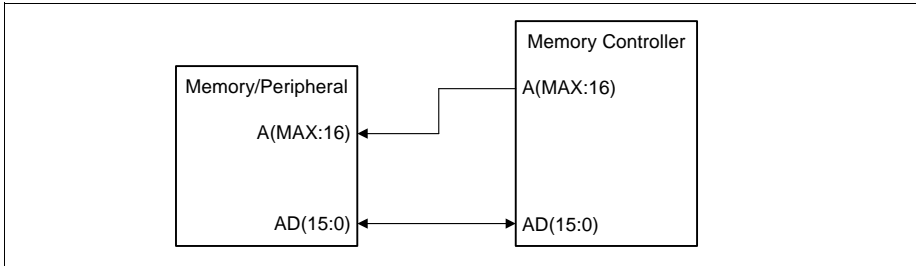 Memory Controller
Memory/Peripheral
A(MAX:16)
A(MAX:16)
AD(15:0)
AD(15:0)